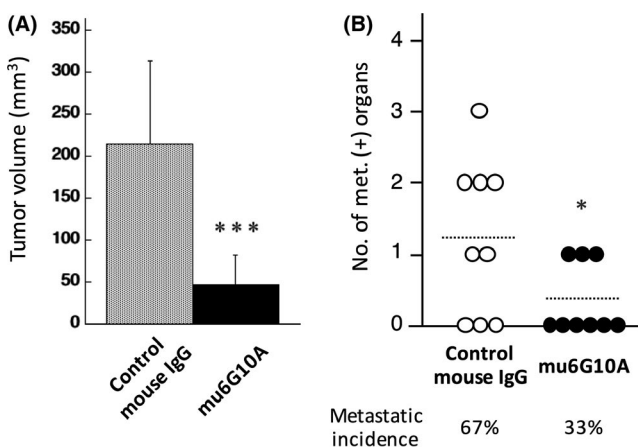 (A)
Tumor volume (mm³)
350
300
250
200
150
100
50
0
***
Control
mouse IgG
mu6G10A
(B)
No. of met. (+) organs
4
3
2
1
0
*
Control
mouse IgG
mu6G10A
Metastatic
incidence
67%
33%